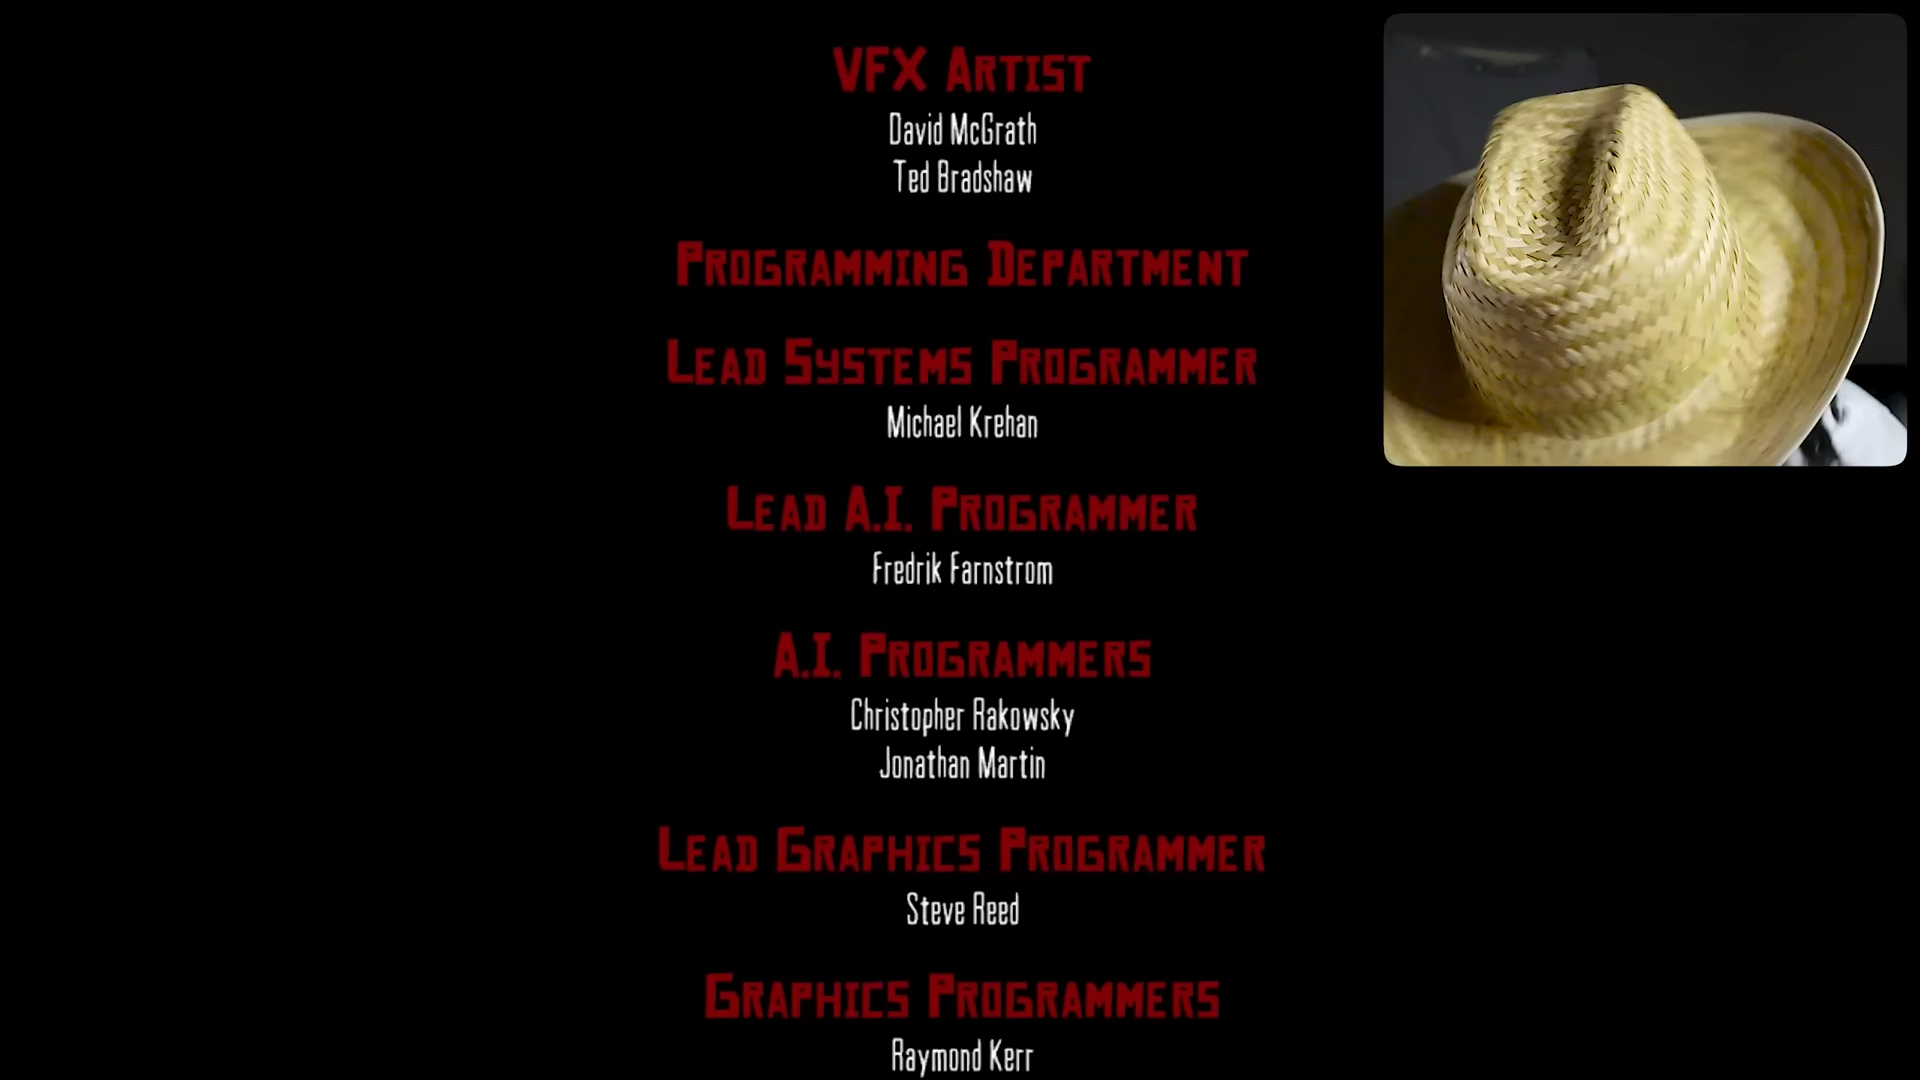 VFX Artist
David McGrath
Ted Bradshaw
Programming Department
Lead Systems Programmer
Michael Krehan
Lead A.I. Programmer
Fredrik Farnstrom
A.I. Programmers
Christopher Rakowsky
Jonathan Martin
Lead Graphics Programmer
Steve Reed
Graphics Programmers
Raymond Kerr